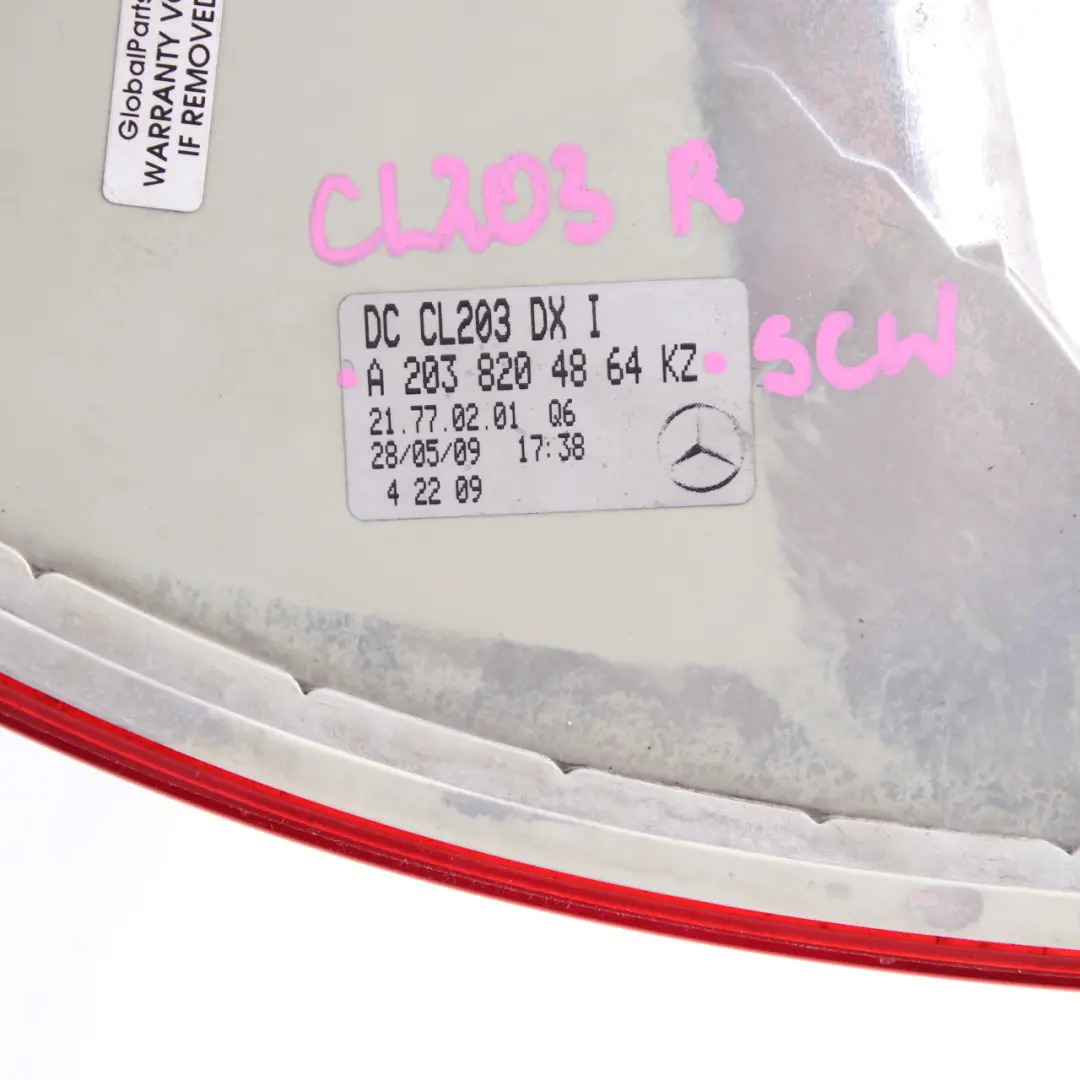 GlobalParts
WARRANTY
IF REMOVED
CL203 R
DC CL203 DX I
A 203 820 48 64 KZ
21.77.02.01 Q6
28/05/09 17:38
4 22 09
SCW